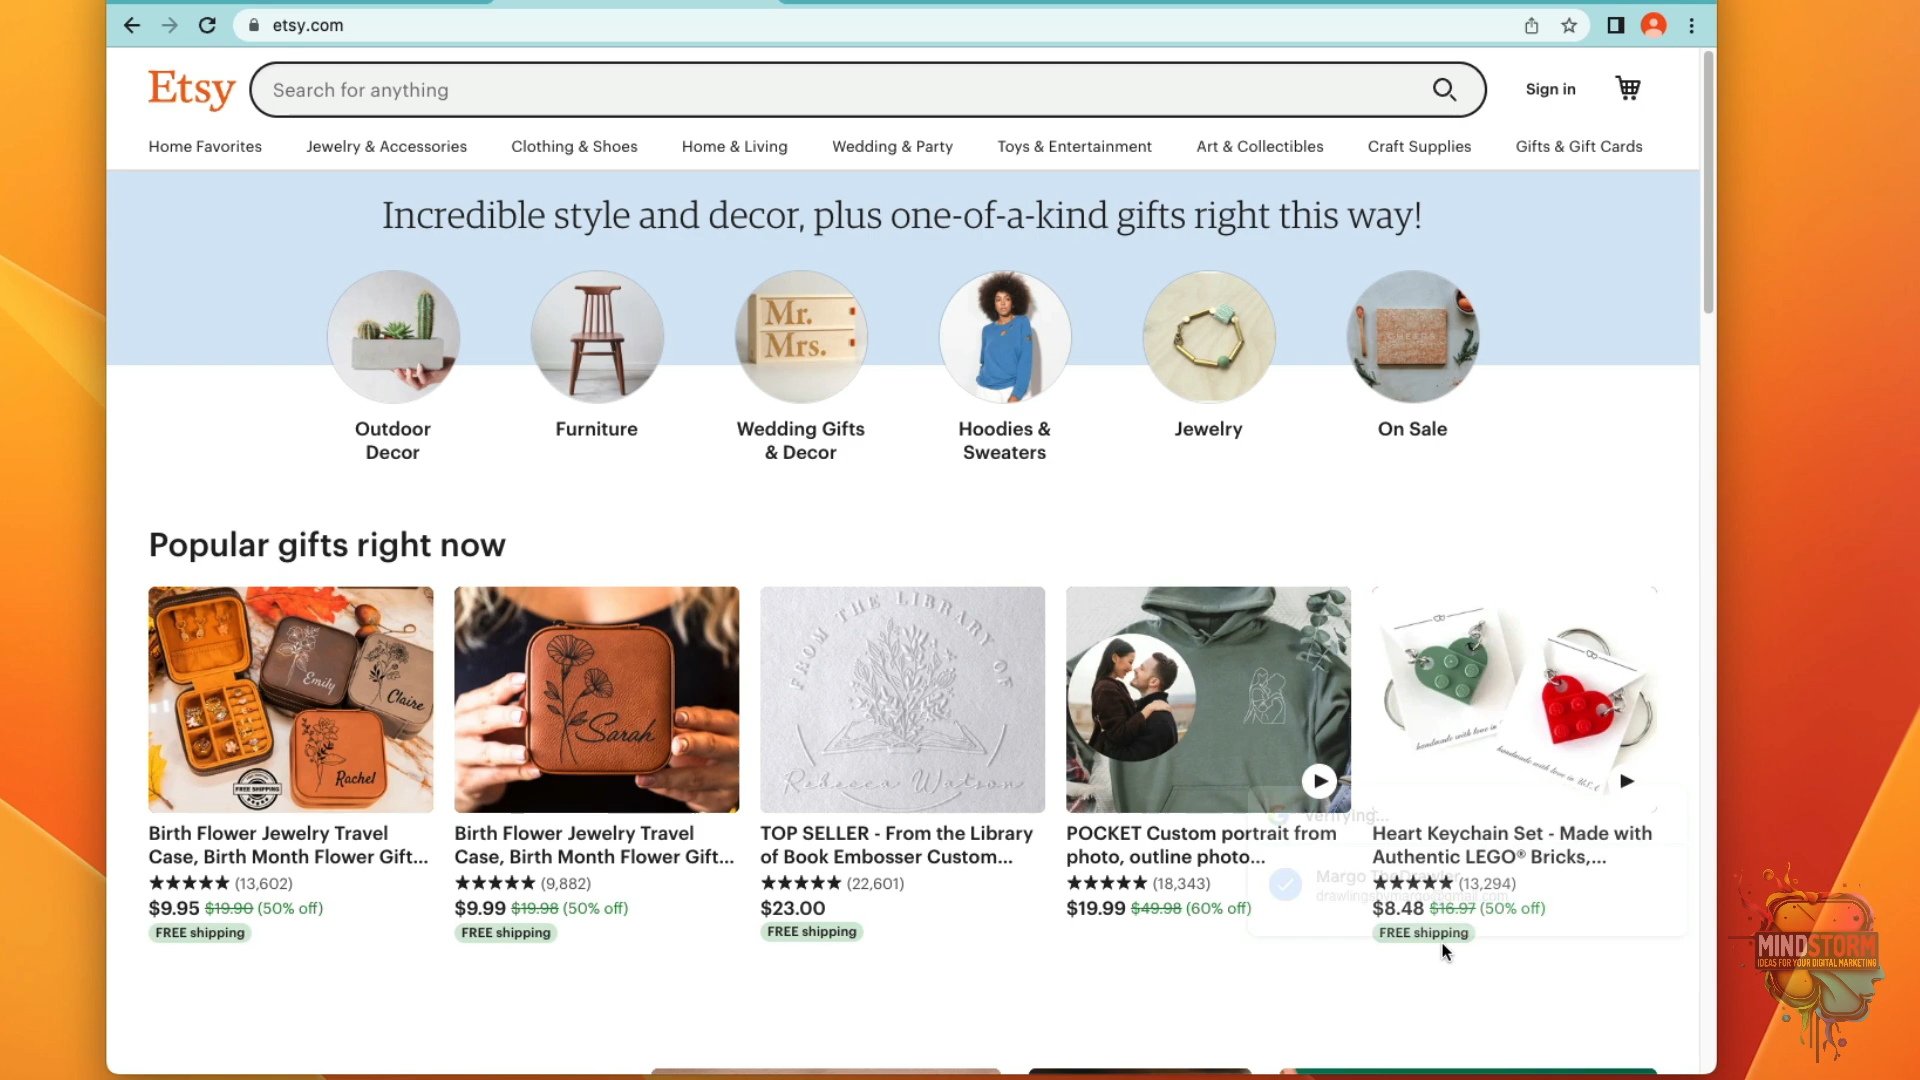 etsy.com
Etsy
Search for anything
Sign in
Home Favorites
Jewelry & Accessories
Clothing & Shoes
Home & Living
Wedding & Party
Toys & Entertainment
Art & Collectibles
Craft Supplies
Gifts & Gift Cards
Incredible style and decor, plus one-of-a-kind gifts right this way!
Mr.
Mrs.
Outdoor
Decor
Furniture
Wedding Gifts
& Decor
Hoodies &
Sweaters
Jewelry
On Sale
Popular gifts right now
Emily
Claire
Rachel
FREE SHIPPING
Birth Flower Jewelry Travel
Case, Birth Month Flower Gift...
(13,602)
$9.95 $19.90 (50% off)
FREE shipping
Sarah
Birth Flower Jewelry Travel
Case, Birth Month Flower Gift...
(9,882)
$9.99 $19.98 (50% off)
FREE shipping
FROM THE LIBRARY OF
Rebecca Watson
TOP SELLER - From the Library
of Book Embosser Custom...
(22,601)
$23.00
FREE shipping
POCKET Custom portrait from
photo, outline photo...
(18,343)
$19.99 $49.98 (60% off)
handmade with love in
handmade with love in U.S.A
Heart Keychain Set - Made with
Authentic LEGO® Bricks,...
(13,294)
$8.48 $16.97 (50% off)
FREE shipping
Verifying...
Margo TheDrawler
MINDSTORM
IDEAS FOR YOUR DIGITAL MARKETING